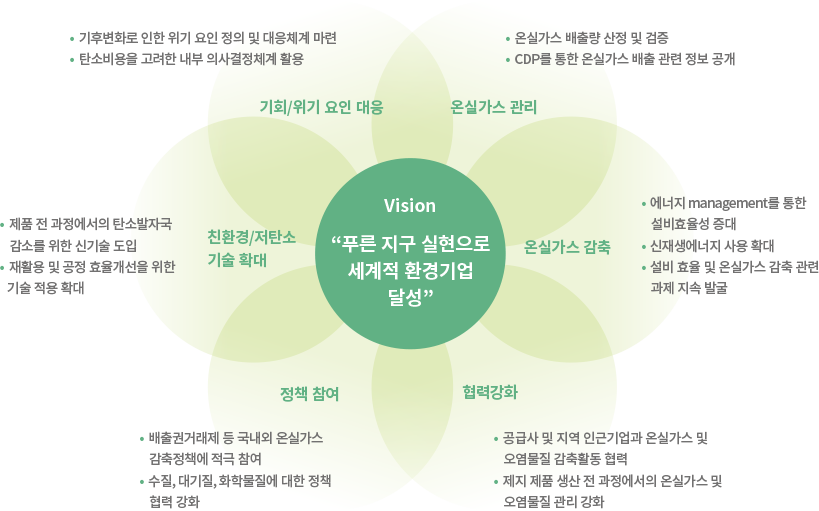 • 기후변화로 인한 위기 요인 정의 및 대응체계 마련
• 탄소비용을 고려한 내부 의사결정체계 활용
기회/위기 요인 대응
• 온실가스 배출량 산정 및 검증
• CDP를 통한 온실가스 배출 관련 정보 공개
온실가스 관리
• 제품 전 과정에서의 탄소발자국
감소를 위한 신기술 도입
• 재활용 및 공정 효율개선을 위한
기술 적용 확대
친환경/저탄소
기술 확대
Vision
“푸른 지구 실현으로
세계적 환경기업
달성”
온실가스 감축
• 에너지 management를 통한
설비효율성 증대
• 신재생에너지 사용 확대
• 설비 효율 및 온실가스 감축 관련
과제 지속 발굴
정책 참여
• 배출권거래제 등 국내외 온실가스
감축정책에 적극 참여
• 수질, 대기질, 화학물질에 대한 정책
협력 강화
협력강화
• 공급사 및 지역 인근기업과 온실가스 및
오염물질 감축활동 협력
• 제지 제품 생산 전 과정에서의 온실가스 및
오염물질 관리 강화